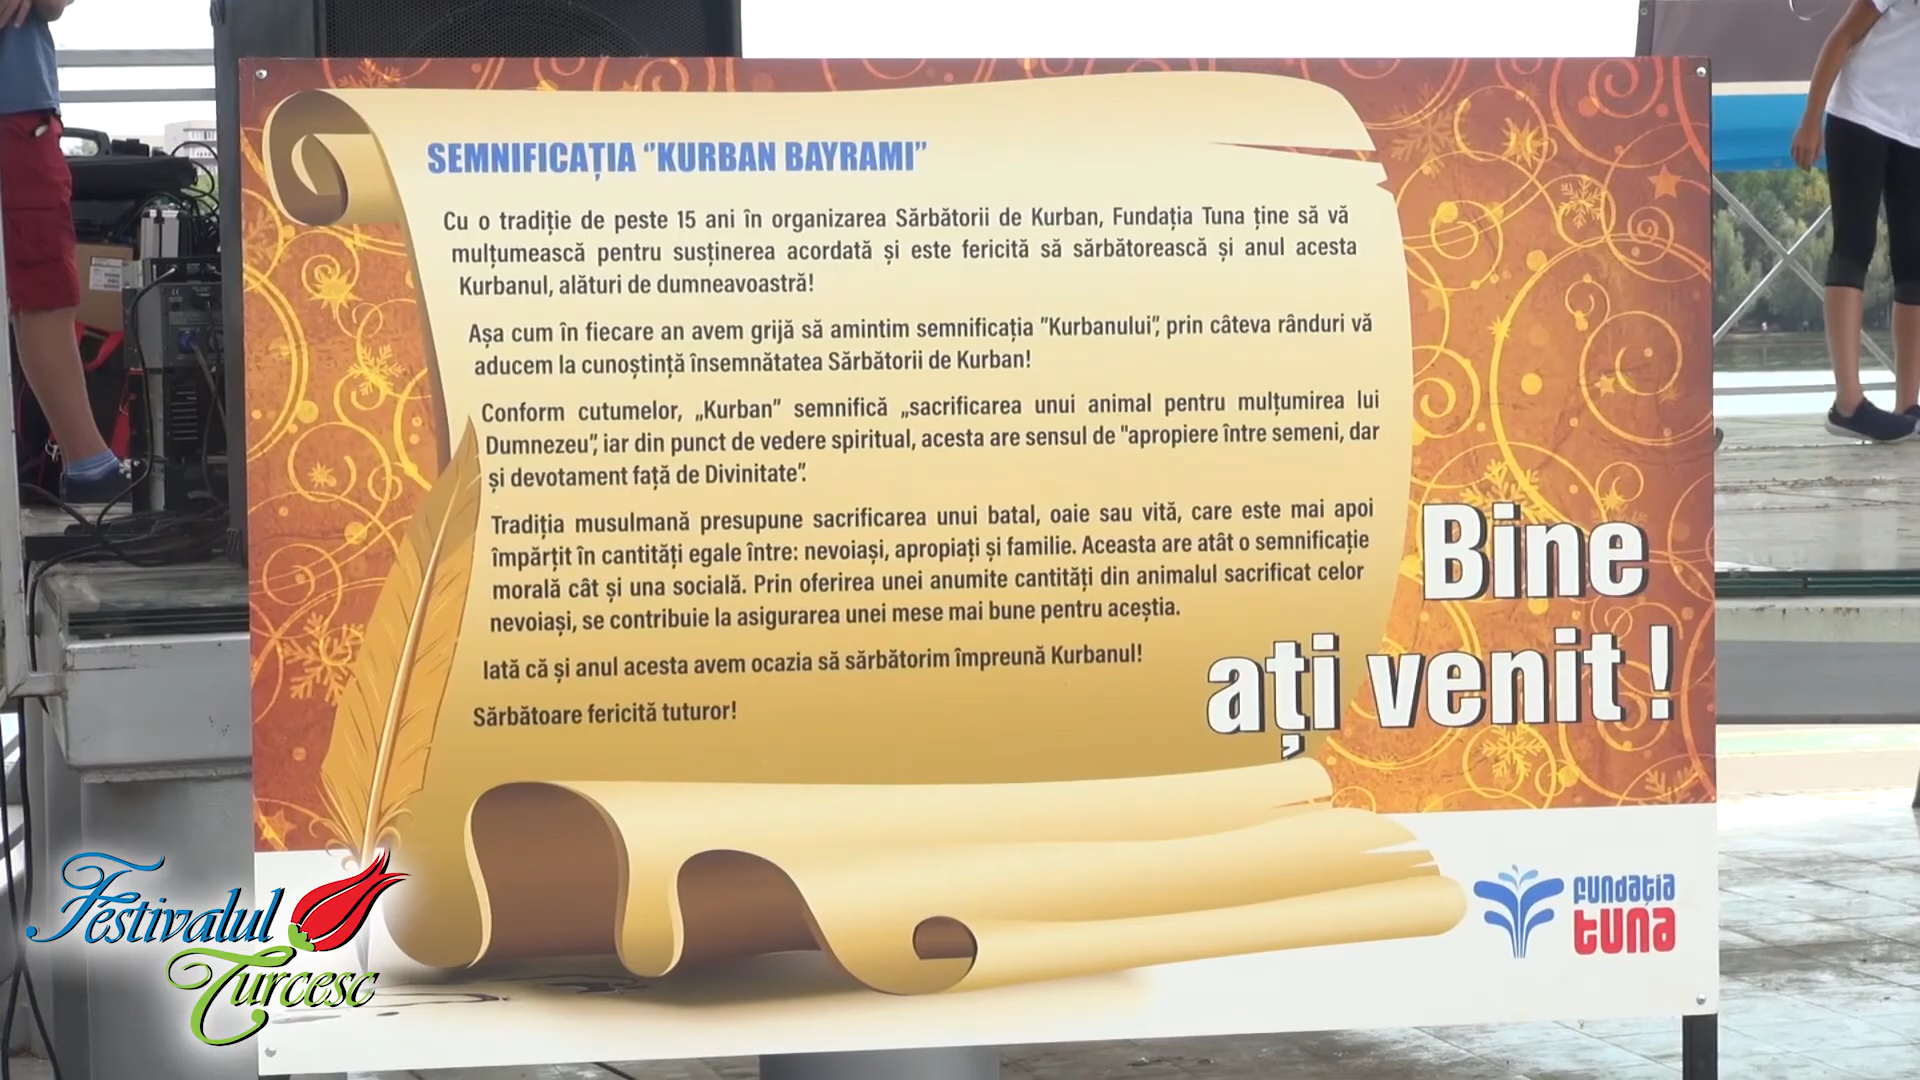 SEMNIFICAȚIA ‘’KURBAN BAYRAMI’’
Cu o tradiție de peste 15 ani în organizarea Sărbătorii de Kurban, Fundația Tuna ține să vă
mulțumească pentru susținerea acordată și este fericită să sărbătorească și anul acesta
Kurbanul, alături de dumneavoastră!
Așa cum în fiecare an avem grijă să amintim semnificația ”Kurbanului”, prin câteva rânduri vă
aducem la cunoștință însemnătatea Sărbătorii de Kurban!
Conform cutumelor, „Kurban” semnifică „sacrificarea unui animal pentru mulțumirea lui
Dumnezeu”, iar din punct de vedere spiritual, acesta are sensul de "apropiere între semeni, dar
și devotament față de Divinitate”.
Tradiția musulmană presupune sacrificarea unui batal, oaie sau vită, care este mai apoi
împărțit în cantități egale între: nevoiași, apropiați și familie. Aceasta are atât o semnificație
morală cât și una socială. Prin oferirea unei anumite cantități din animalul sacrificat celor
nevoiași, se contribuie la asigurarea unei mese mai bune pentru aceștia.
Iată că și anul acesta avem ocazia să sărbătorim împreună Kurbanul!
Sărbătoare fericită tuturor!
Bine
ați venit !
fundația
tuna
Festivalul
Turcesc